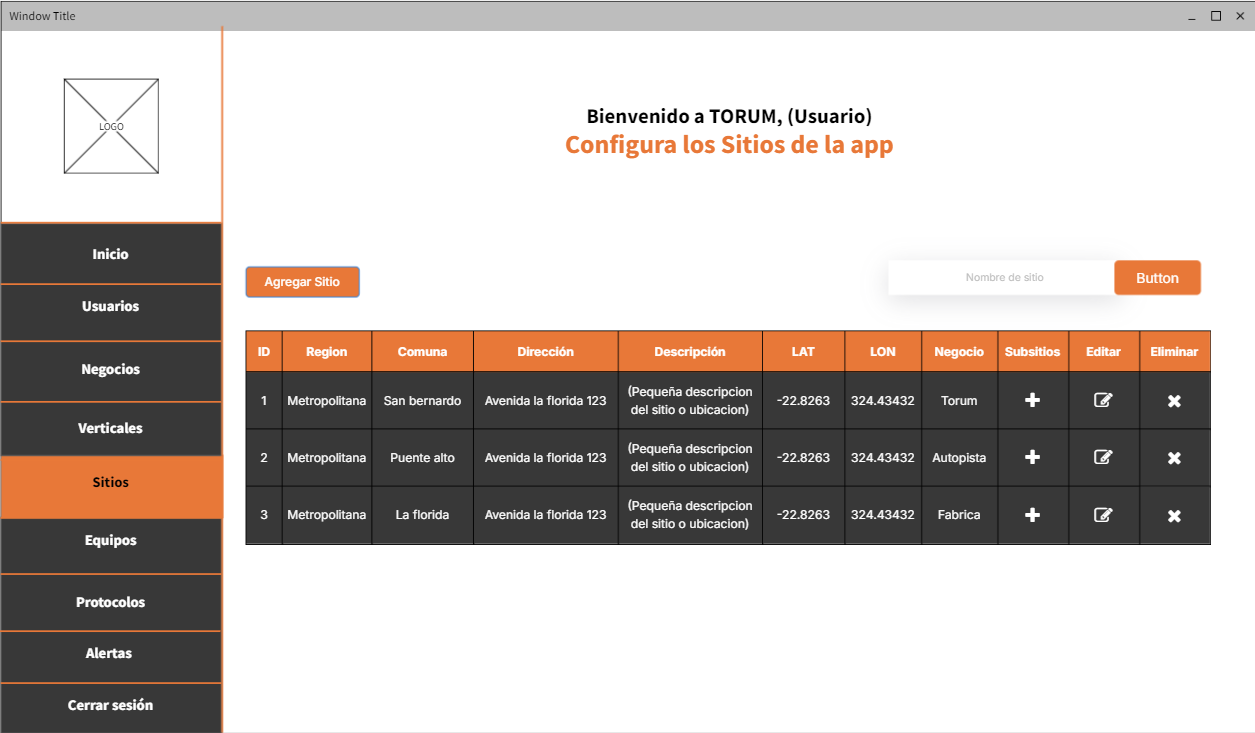 Window Title
LOGO
Bienvenido a TORUM, (Usuario)
Configura los Sitios de la app
Inicio
Usuarios
Negocios
Verticales
Sitios
Equipos
Protocolos
Alertas
Cerrar sesión
Agregar Sitio
Nombre de sitio
Button
ID Region Comuna Dirección Descripción LAT LON Negocio Subsitios Editar Eliminar
1 Metropolitana San bernardo Avenida la florida 123 (Pequeña descripcion del sitio o ubicacion) -22.8263 324.43432 Torum
2 Metropolitana Puente alto Avenida la florida 123 (Pequeña descripcion del sitio o ubicacion) -22.8263 324.43432 Autopista
3 Metropolitana La florida Avenida la florida 123 (Pequeña descripcion del sitio o ubicacion) -22.8263 324.43432 Fabrica